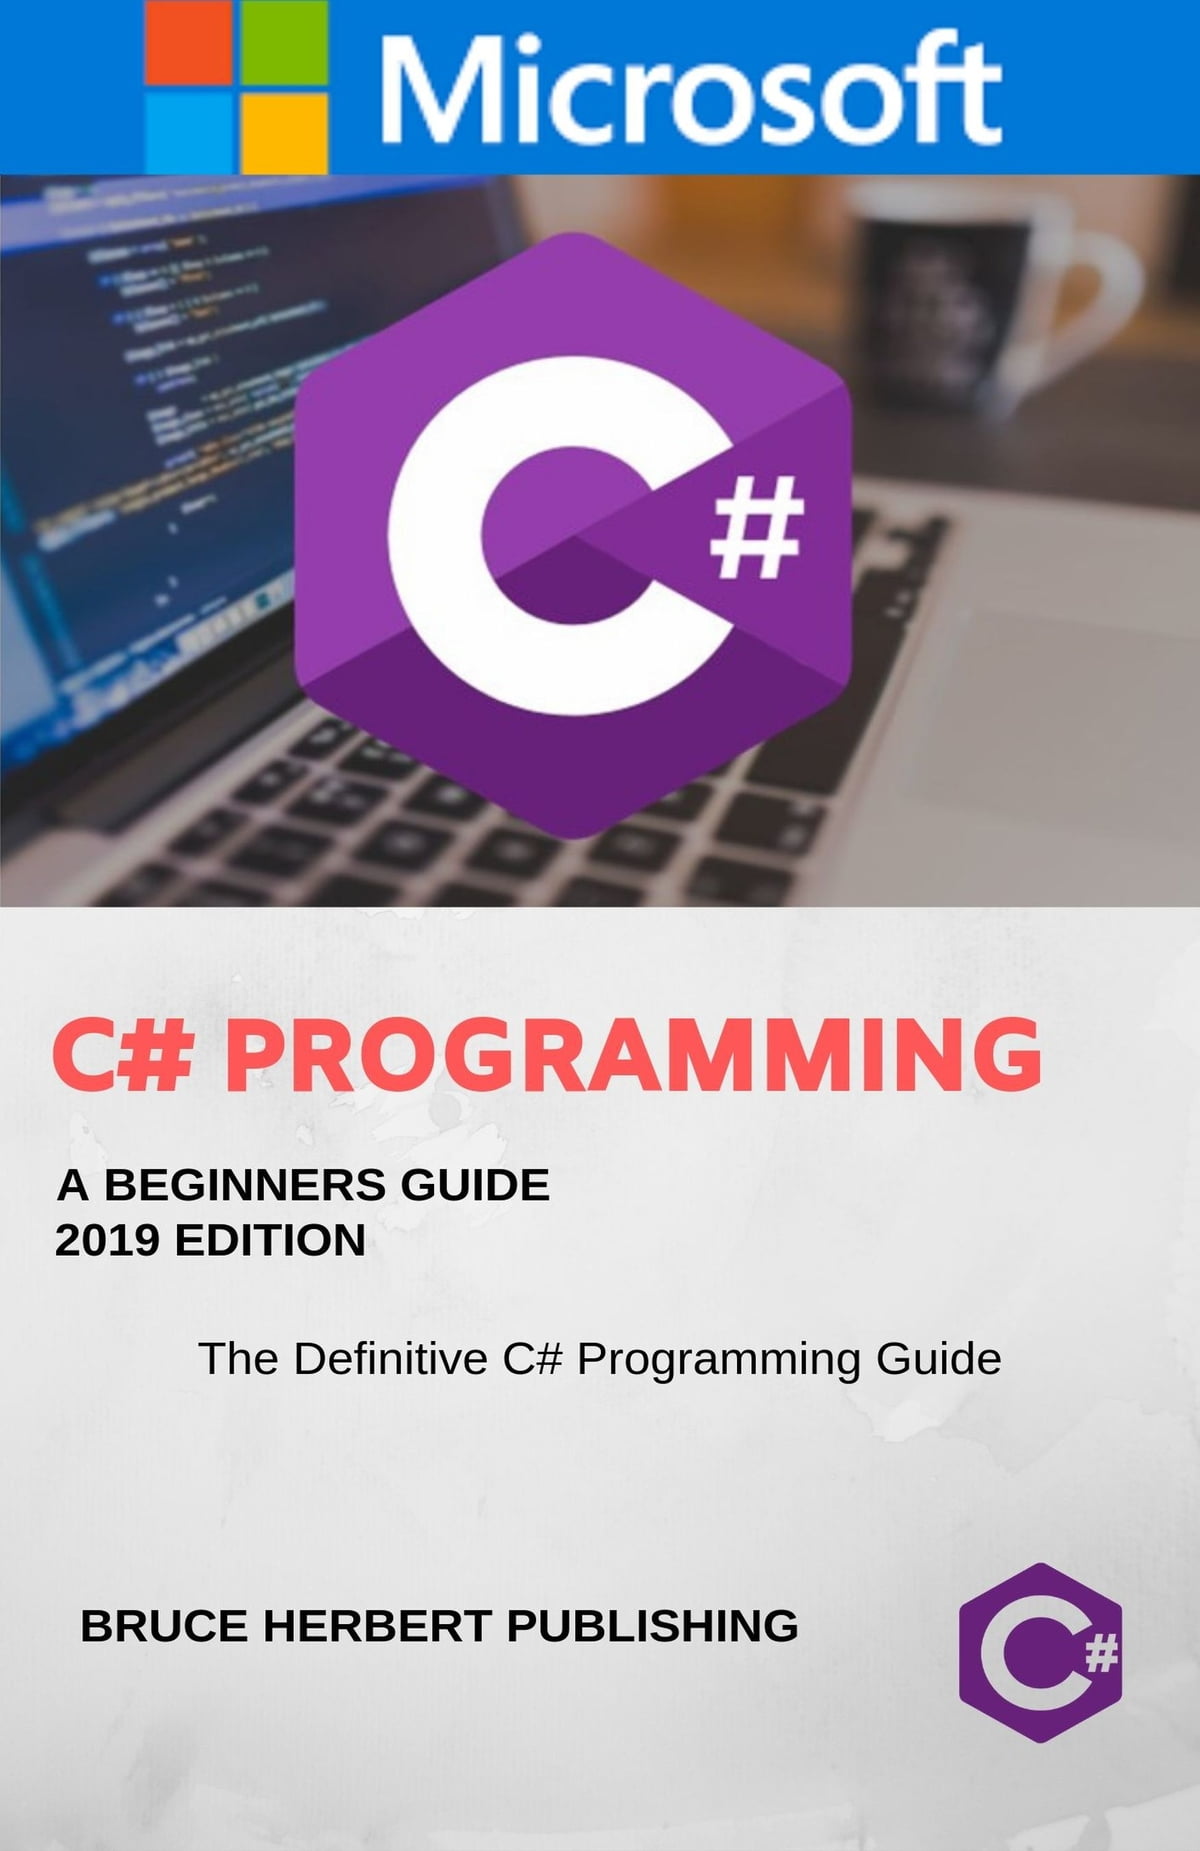 Microsoft
C#
C# PROGRAMMING
A BEGINNERS GUIDE
2019 EDITION
The Definitive C# Programming Guide
BRUCE HERBERT PUBLISHING
C#